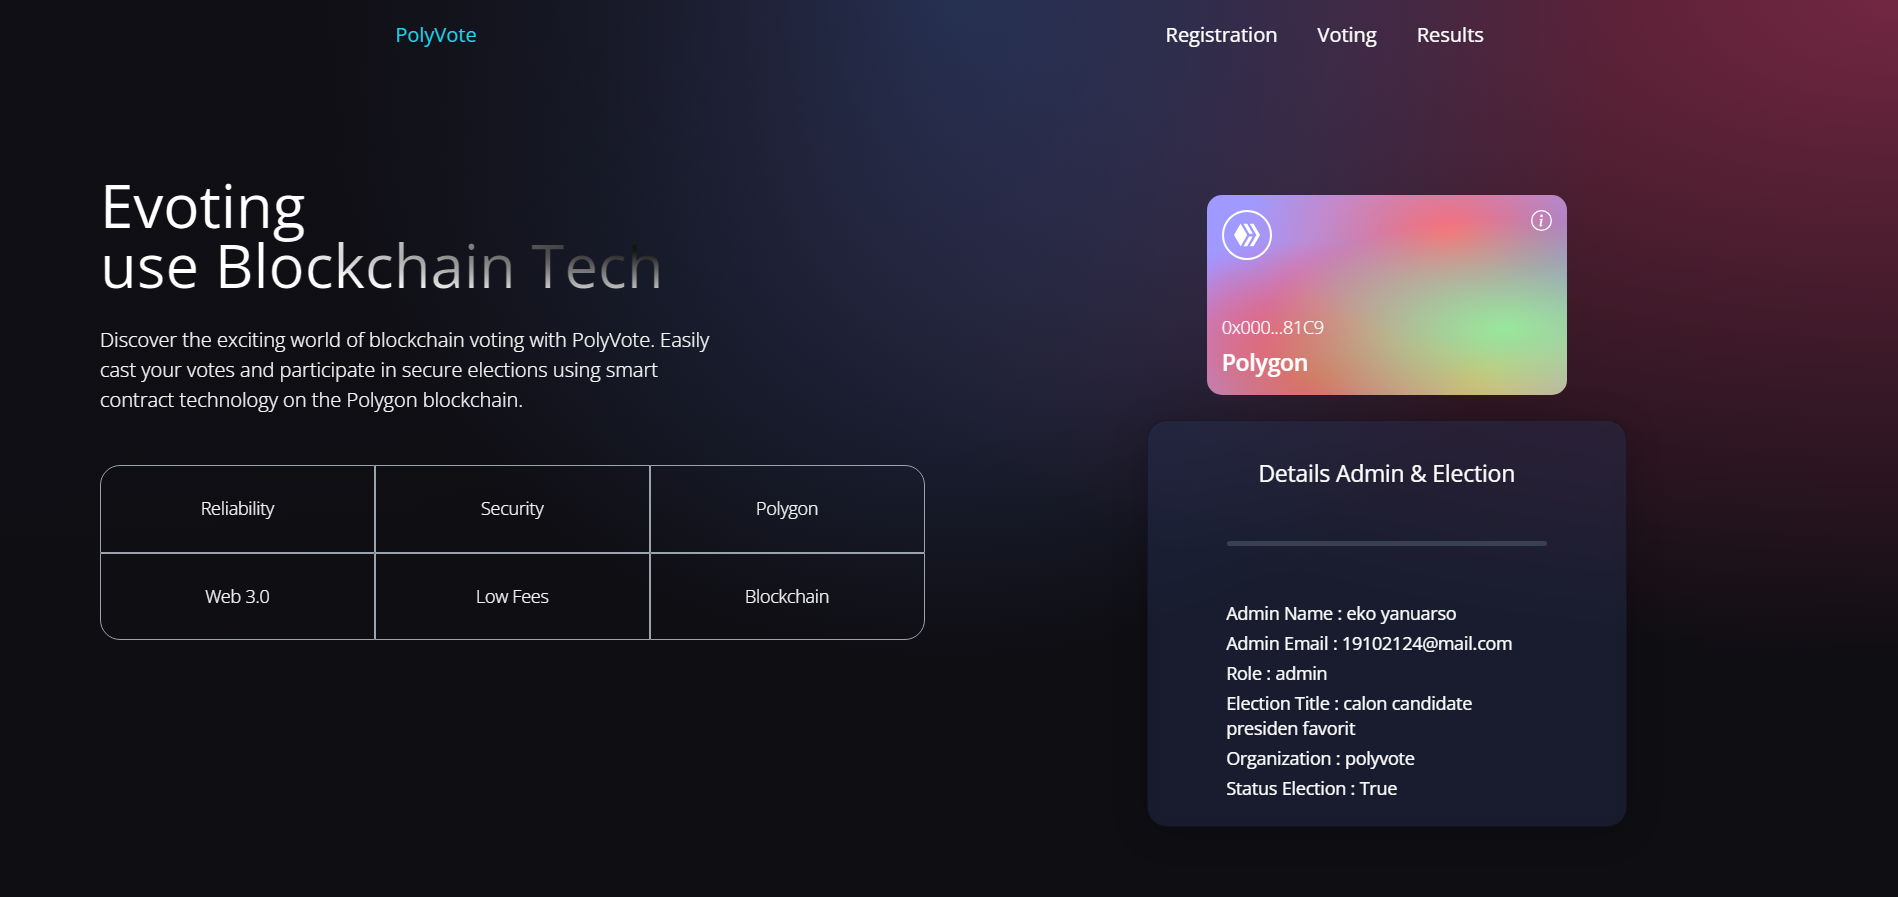 PolyVote
Registration
Voting
Results
Evoting
use Blockchain Tech
Discover the exciting world of blockchain voting with PolyVote. Easily
cast your votes and participate in secure elections using smart
contract technology on the Polygon blockchain.
Reliability
Security
Polygon
Web 3.0
Low Fees
Blockchain
i
0x000...81C9
Polygon
Details Admin & Election
Admin Name : eko yanuarso
Admin Email : 19102124@mail.com
Role : admin
Election Title : calon candidate
presiden favorit
Organization : polyvote
Status Election : True